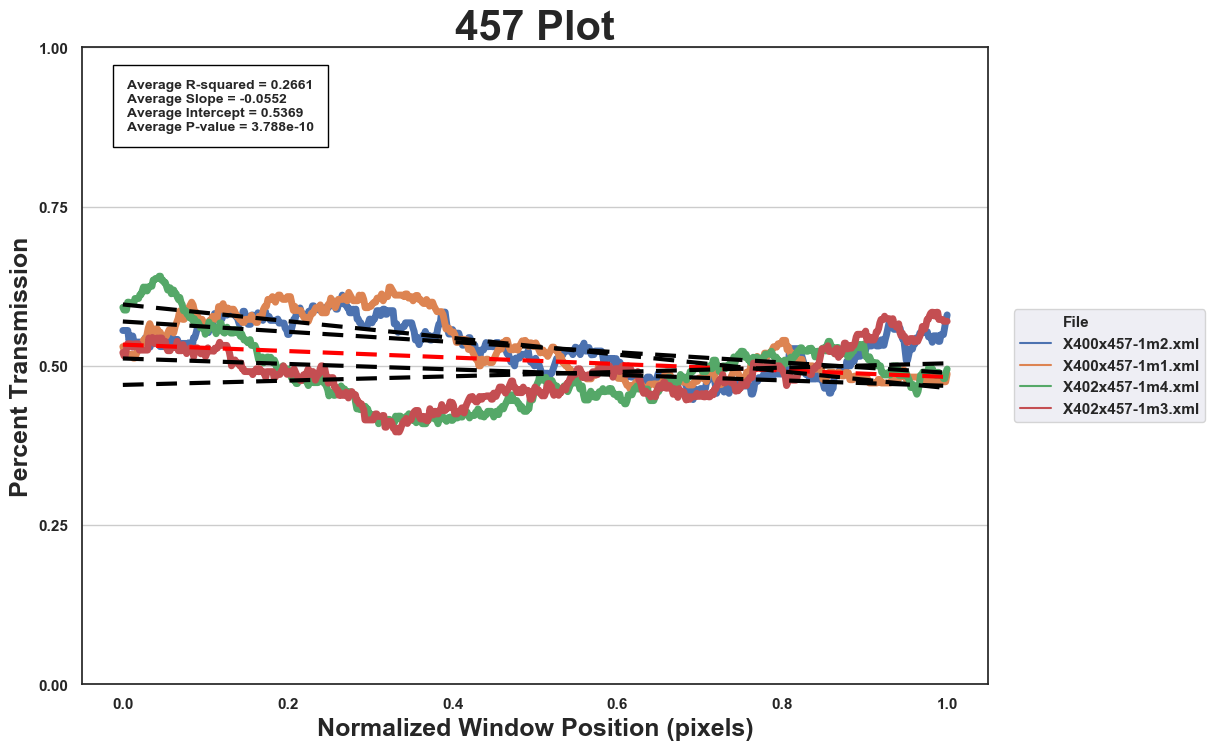 457 Plot
Average R-squared = 0.2661
Average Slope = -0.0552
Average Intercept = 0.5369
Average P-value = 3.788e-10
Percent Transmission
1.00
0.75
0.50
0.25
0.00
0.0 0.2 0.4 0.6 0.8 1.0
Normalized Window Position (pixels)
File
X400x457-1m2.xml
X400x457-1m1.xml
X402x457-1m4.xml
X402x457-1m3.xml